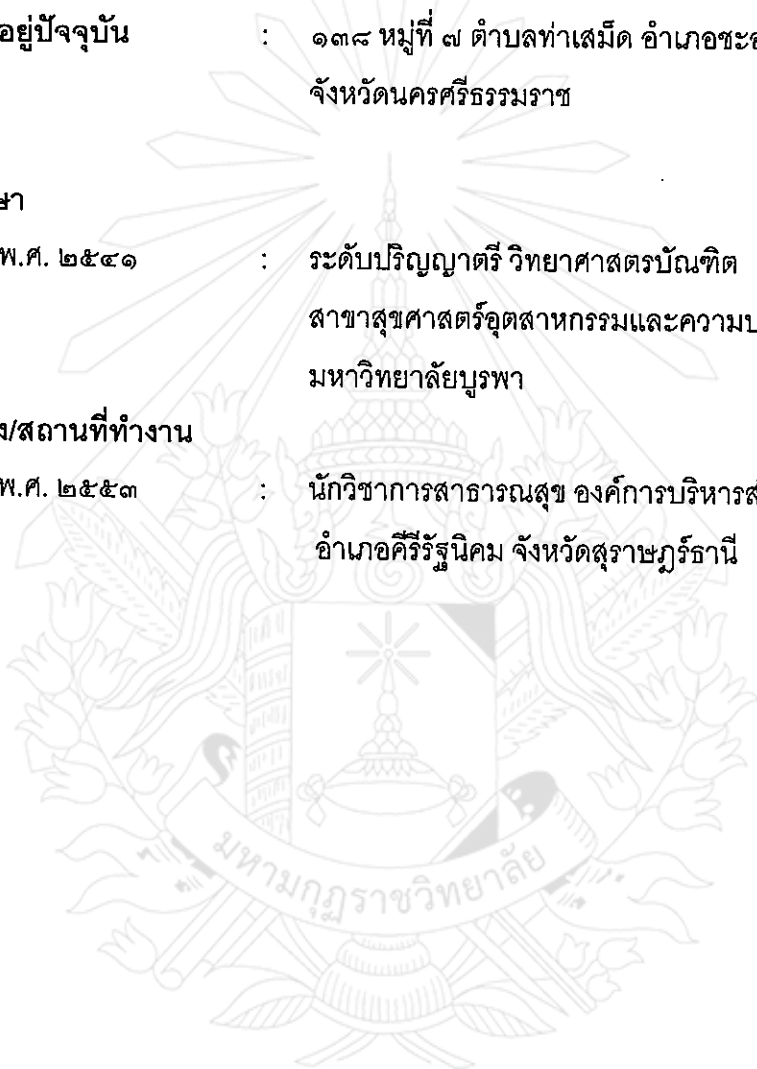 อยู่ปัจจุบัน : ๑๓๘ หมู่ที่ ๗ ตำบลท่าเสม็ด อำเภอชะอ
จังหวัดนครศรีธรรมราช
ษา
พ.ศ. ๒๕๔๑ : ระดับปริญญาตรี วิทยาศาสตรบัณฑิต
สาขาสุขศาสตร์อุตสาหกรรมและความป
มหาวิทยาลัยบูรพา
ง/สถานที่ทำงาน
พ.ศ. ๒๕๕๓ : นักวิชาการสาธารณสุข องค์การบริหารส
อำเภอคีรีรัฐนิคม จังหวัดสุราษฎร์ธานี
มหามกุฏราชวิทยาลัย